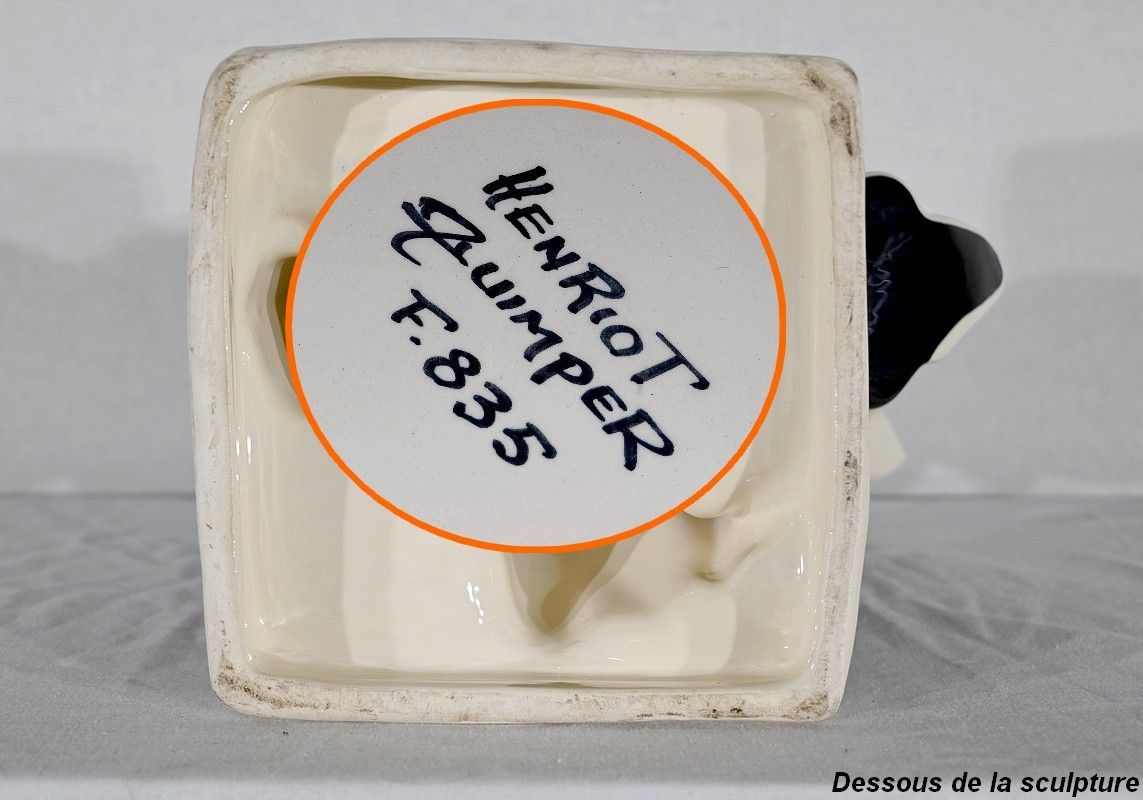 HENRIOT
QUIMPER
F. 835
Dessous de la sculpture